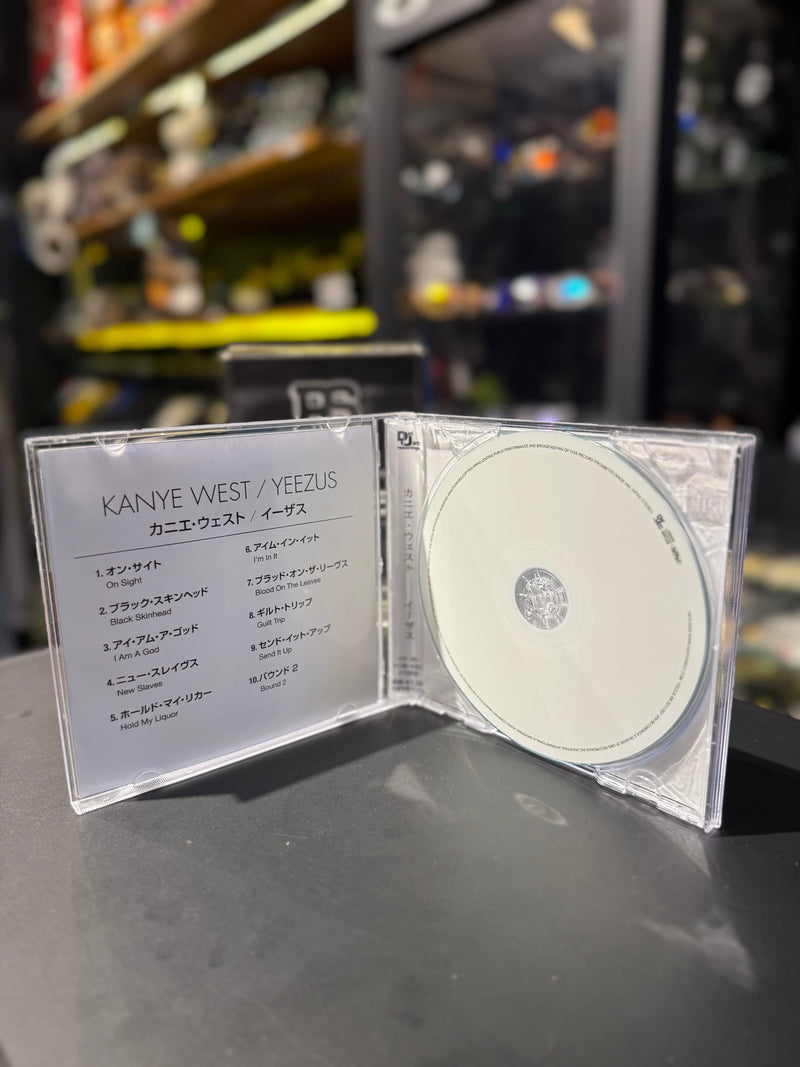 KANYE WEST / YEEZUS
カニエ・ウェスト / イーザス
1. オン・サイト
On Sight
2. ブラック・スキンヘッド
Black Skinhead
3. アイ・アム・ア・ゴッド
I Am A God
4. ニュー・スレイヴス
New Slaves
5. ホールド・マイ・リカー
Hold My Liquor
6. アイム・イン・イット
I'm In It
7. ブラッド・オン・ザ・リーヴス
Blood On The Leaves
8. ギルト・トリップ
Guilt Trip
9. センド・イット・アップ
Send It Up
10. バウンド 2
Bound 2
カニエ・ウェスト イーザス